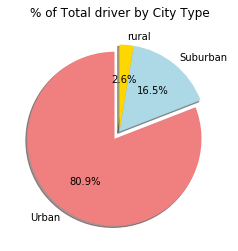 % of Total driver by City Type
rural
Suburban
2.6%
16.5%
80.9%
Urban